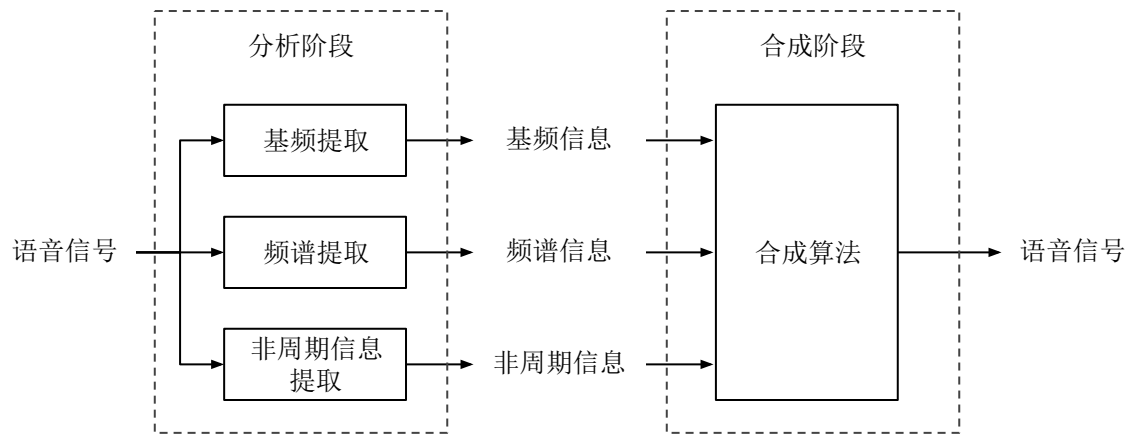 分析阶段
合成阶段
基频提取
基频信息
语音信号
频谱提取
频谱信息
合成算法
语音信号
非周期信息
提取
非周期信息